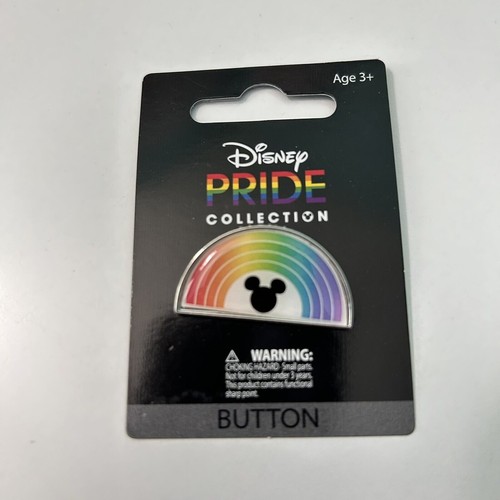 Age 3+
Disney
PRIDE
COLLECTION
WARNING:
CHOKING HAZARD: Small parts.
Not for children under 3 years.
This product contains functional
sharp point.
BUTTON